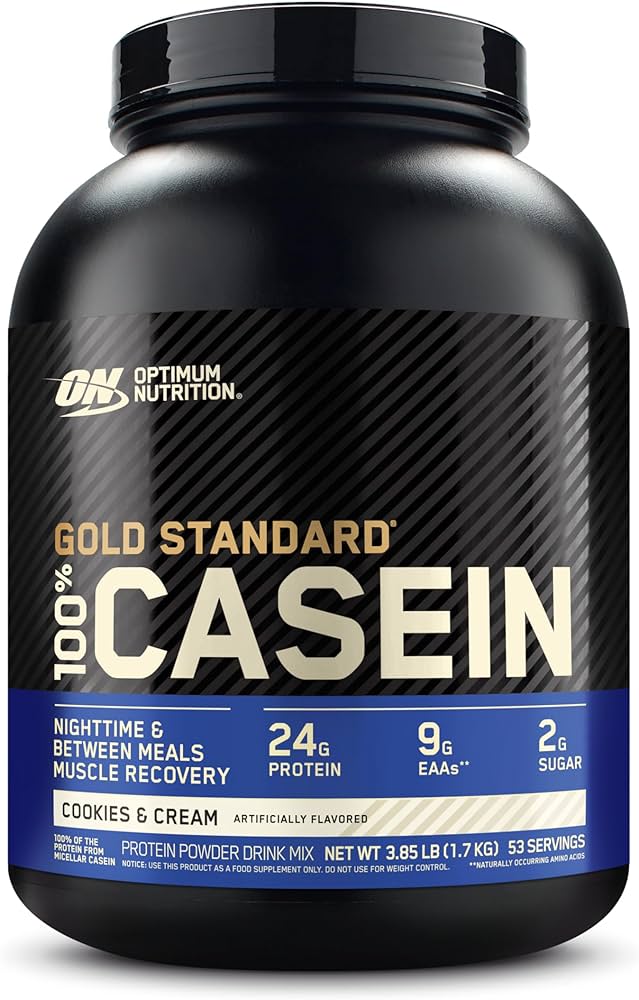 ON OPTIMUM
NUTRITION®
GOLD STANDARD®
100% CASEIN
NIGHTTIME &
BETWEEN MEALS
MUSCLE RECOVERY
24G
PROTEIN
9G
EAAs**
2G
SUGAR
COOKIES & CREAM ARTIFICIALLY FLAVORED
100% OF THE
PROTEIN FROM
MICELLAR CASEIN
PROTEIN POWDER DRINK MIX NET WT 3.85 LB (1.7 KG) 53 SERVINGS
NOTICE: USE THIS PRODUCT AS A FOOD SUPPLEMENT ONLY. DO NOT USE FOR WEIGHT CONTROL. **NATURALLY OCCURRING AMINO ACIDS